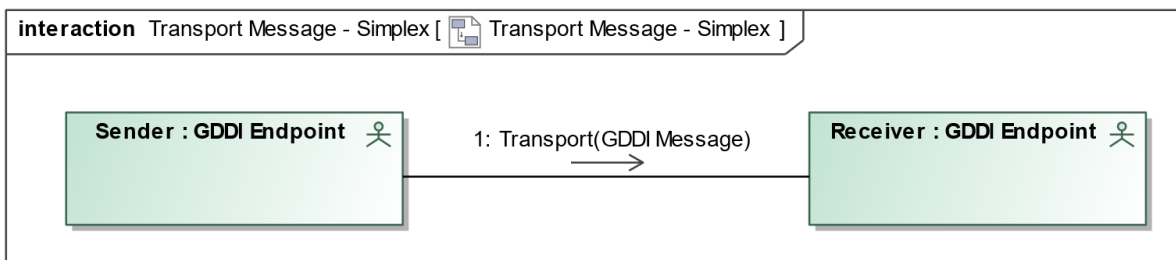 interaction Transport Message - Simplex [ Transport Message - Simplex ]
Sender : GDDI Endpoint
1: Transport(GDDI Message)
Receiver : GDDI Endpoint